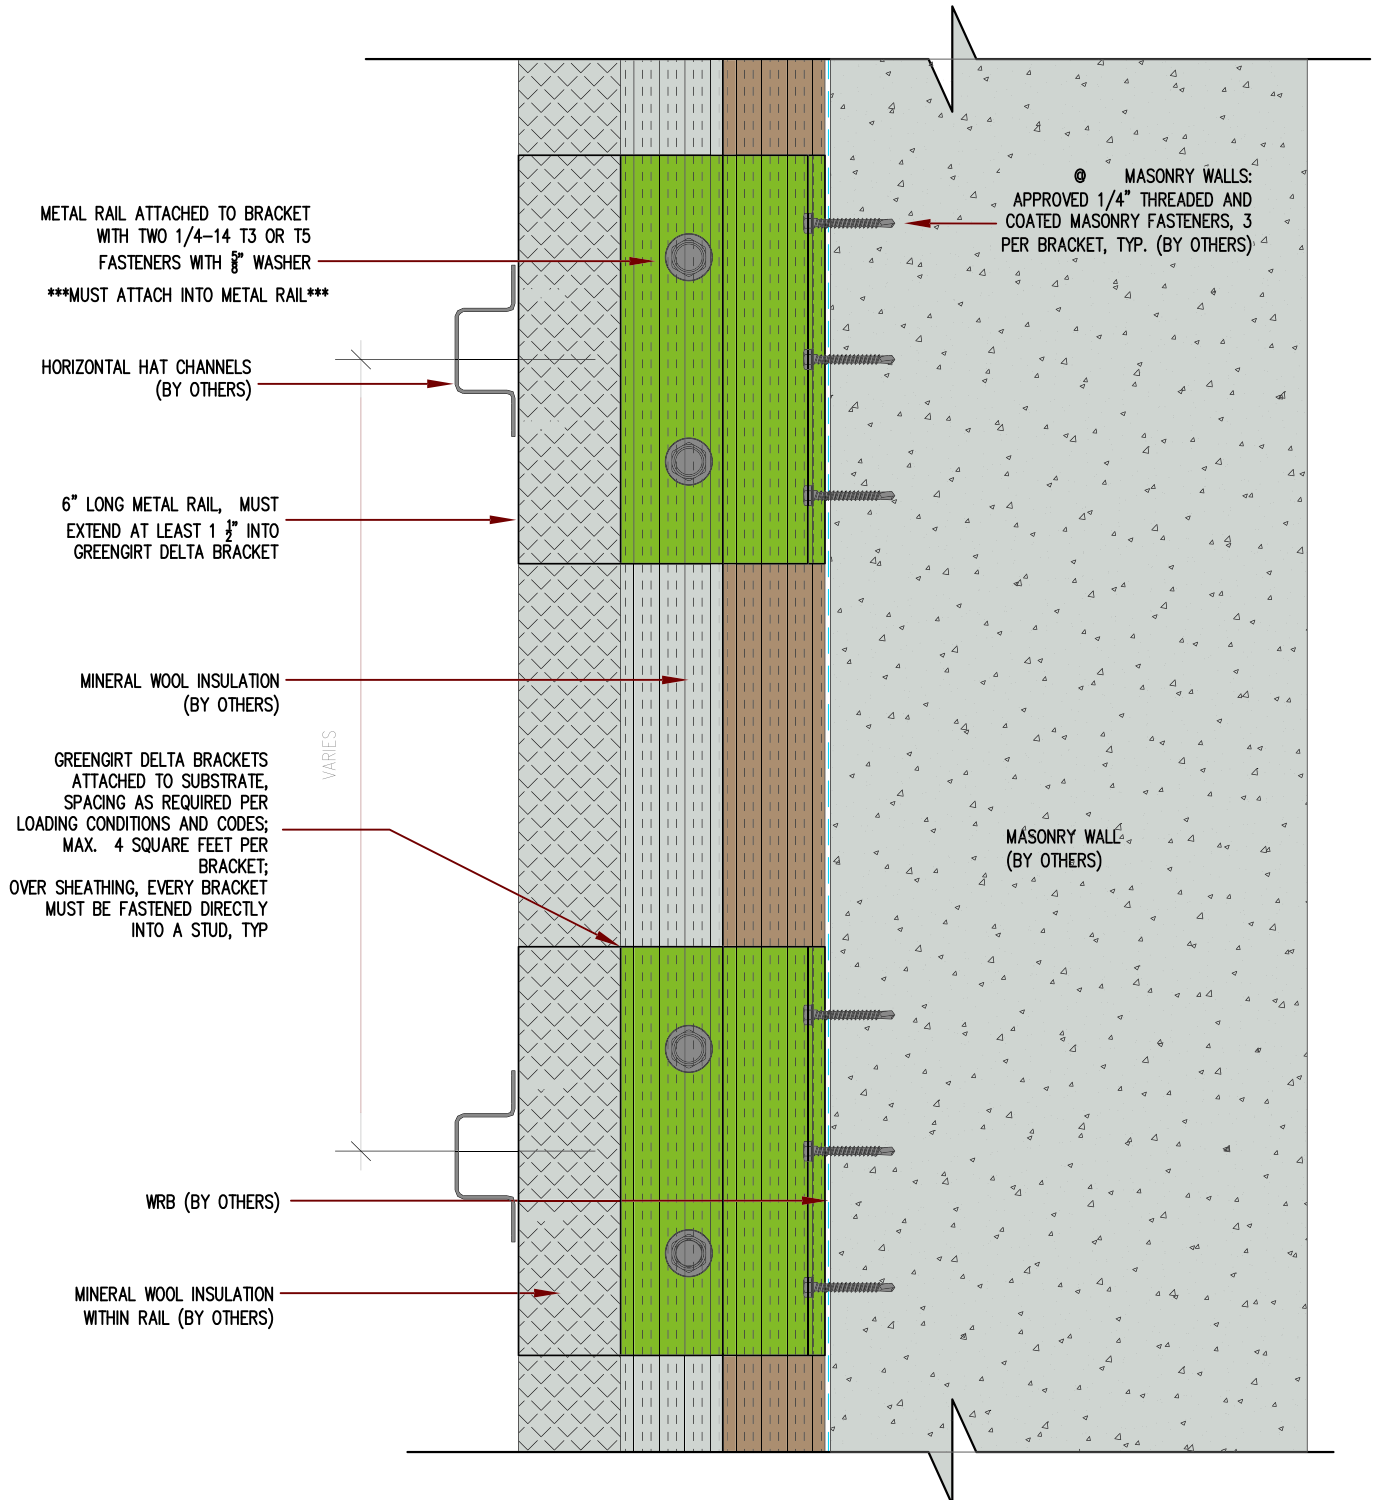 METAL RAIL ATTACHED TO BRACKET
WITH TWO 1/4-14 T3 OR T5
FASTENERS WITH 5/8" WASHER
***MUST ATTACH INTO METAL RAIL***
HORIZONTAL HAT CHANNELS
(BY OTHERS)
6" LONG METAL RAIL, MUST
EXTEND AT LEAST 1 1/2" INTO
GREENGIRT DELTA BRACKET
MINERAL WOOL INSULATION
(BY OTHERS)
VARIES
GREENGIRT DELTA BRACKETS
ATTACHED TO SUBSTRATE,
SPACING AS REQUIRED PER
LOADING CONDITIONS AND CODES;
MAX. 4 SQUARE FEET PER
BRACKET;
OVER SHEATHING, EVERY BRACKET
MUST BE FASTENED DIRECTLY
INTO A STUD, TYP
WRB (BY OTHERS)
MINERAL WOOL INSULATION
WITHIN RAIL (BY OTHERS)
@ MASONRY WALLS:
APPROVED 1/4" THREADED AND
COATED MASONRY FASTENERS, 3
PER BRACKET, TYP. (BY OTHERS)
MASONRY WALL
(BY OTHERS)